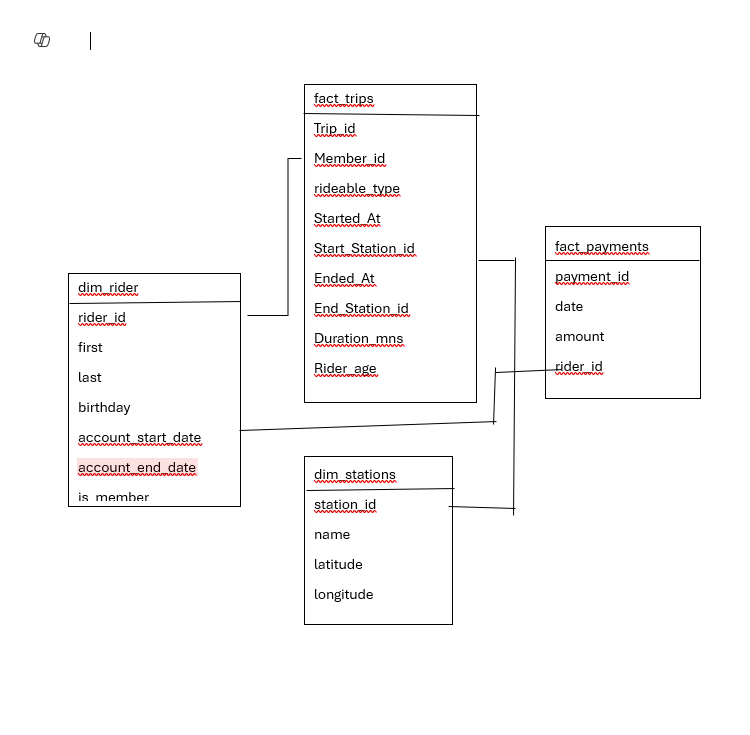 fact_trips
Trip_id
Member_id
rideable_type
Started_At
Start_Station_id
Ended_At
End_Station_id
Duration_mns
Rider_age
fact_payments
payment_id
date
amount
rider_id
dim_rider
rider_id
first
last
birthday
account_start_date
account_end_date
is_member
dim_stations
station_id
name
latitude
longitude